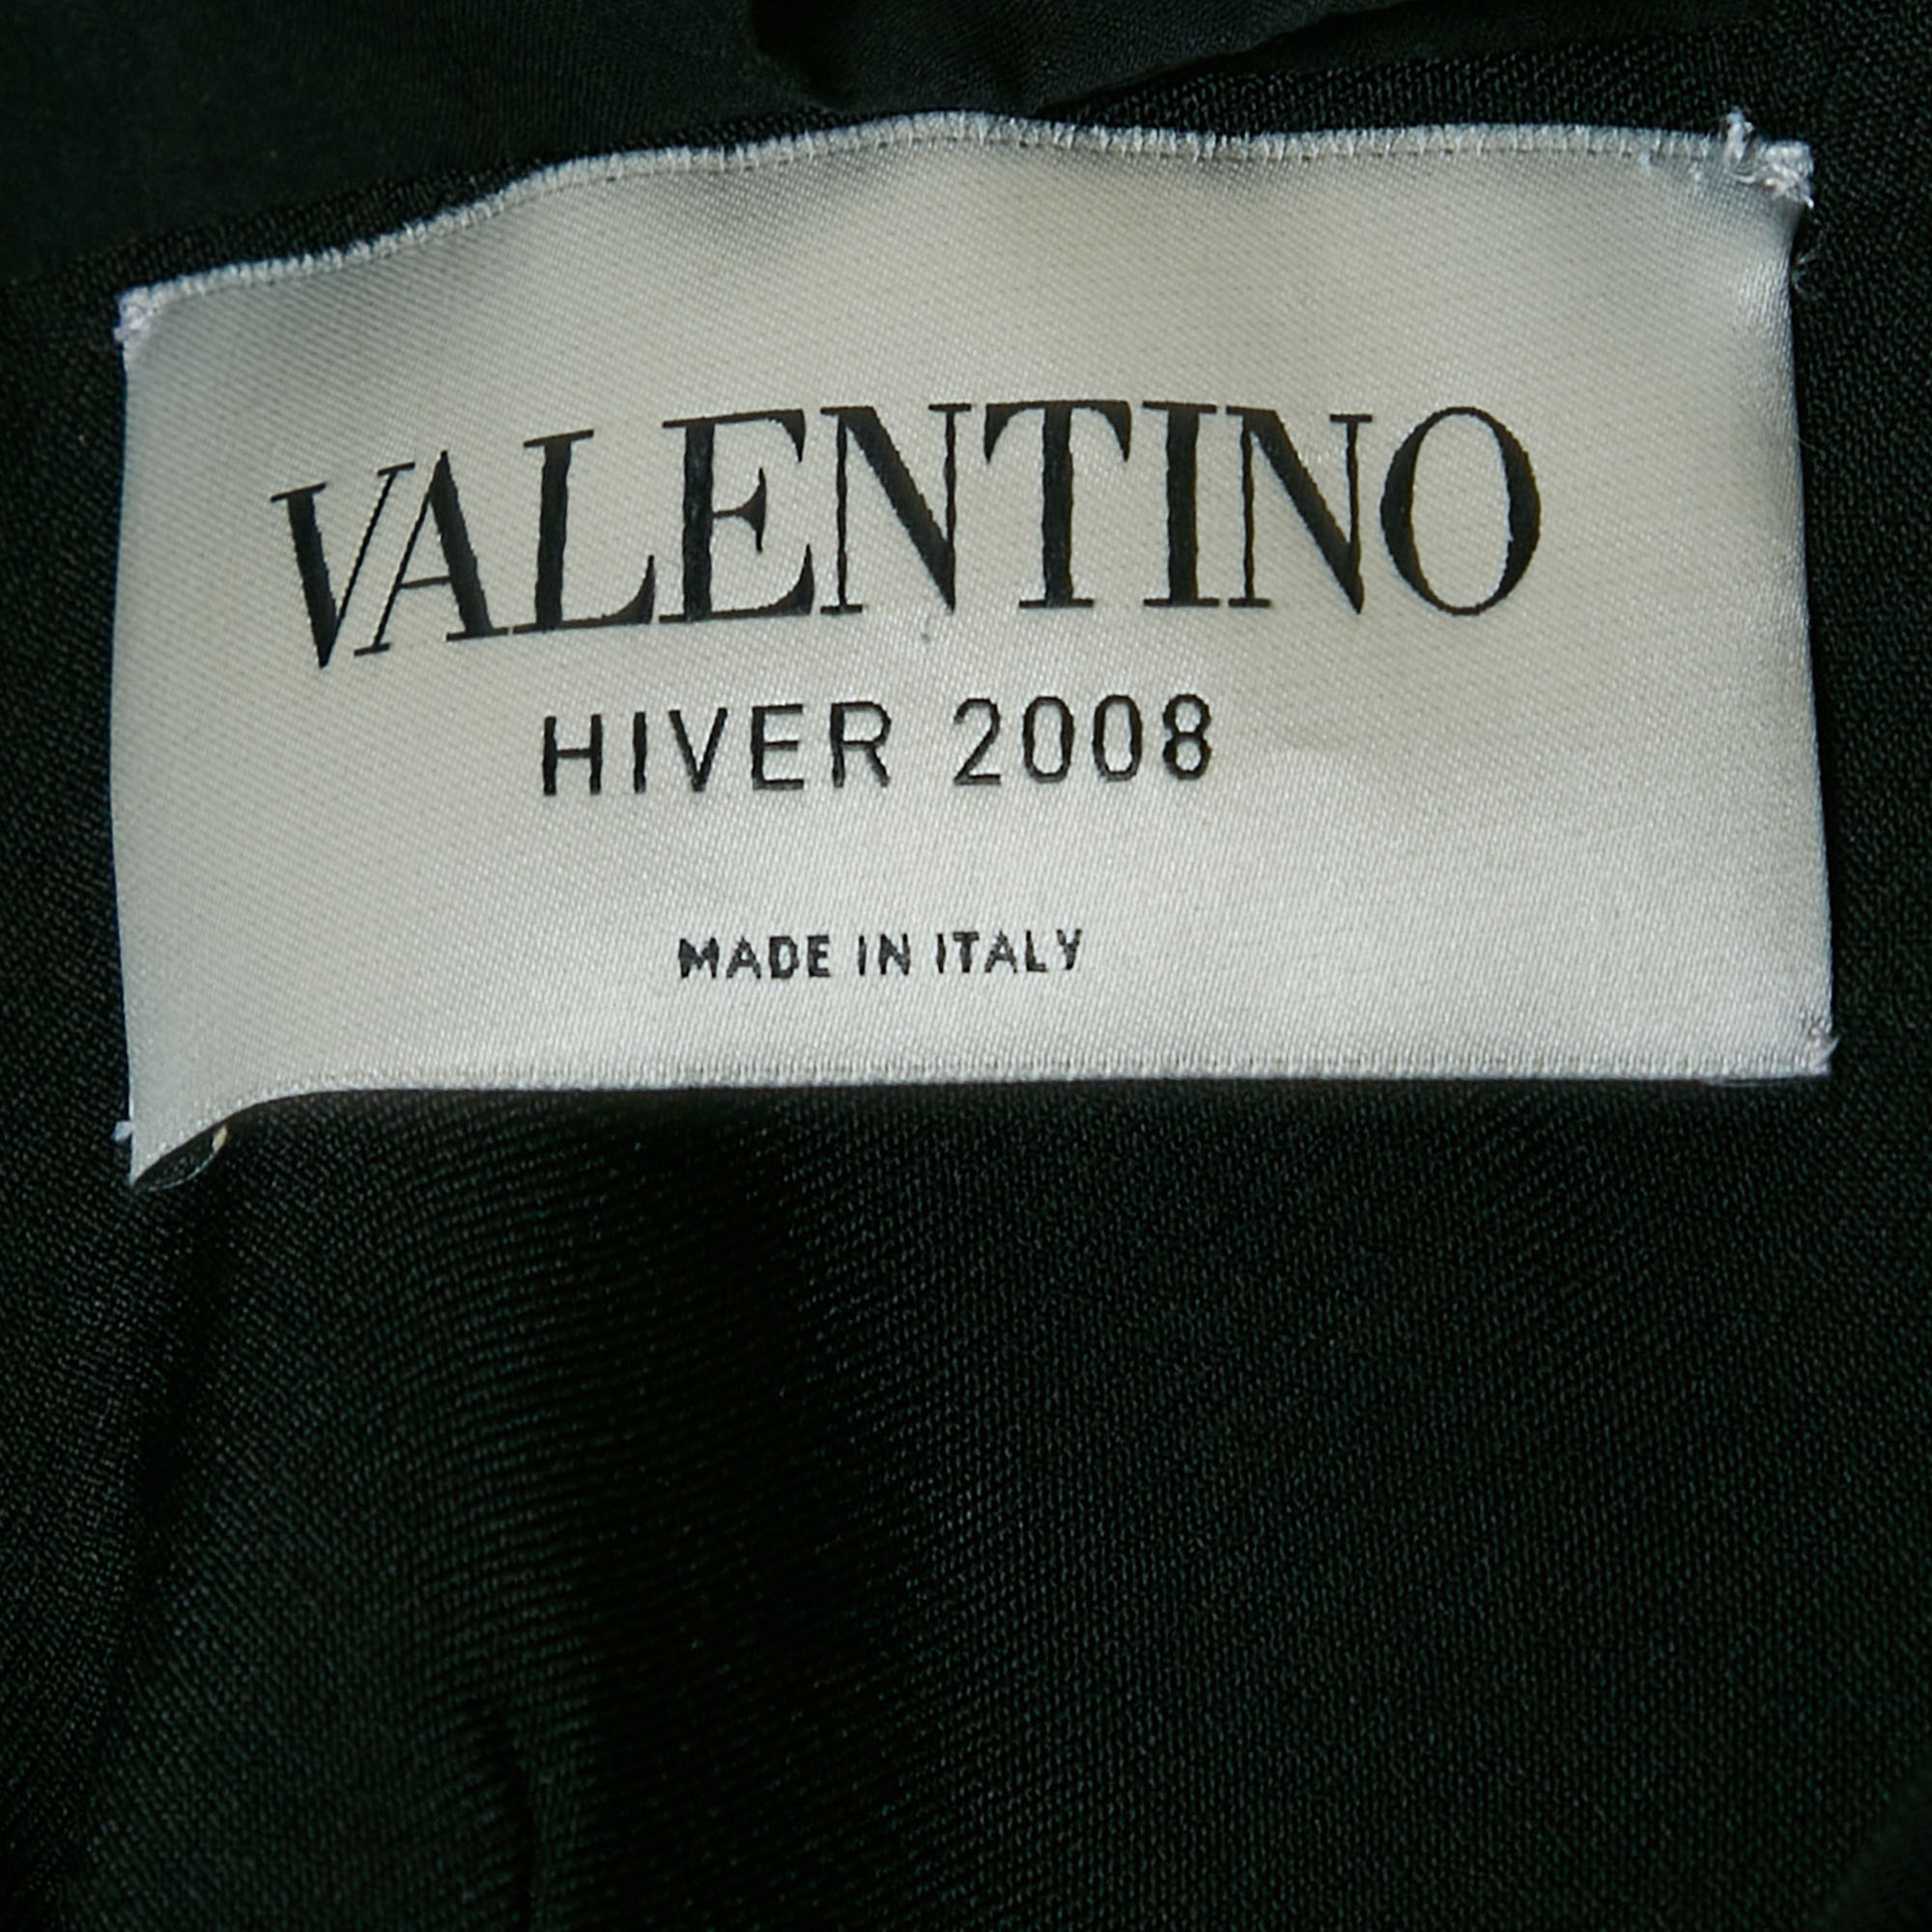 VALENTINO
HIVER 2008
MADE IN ITALY